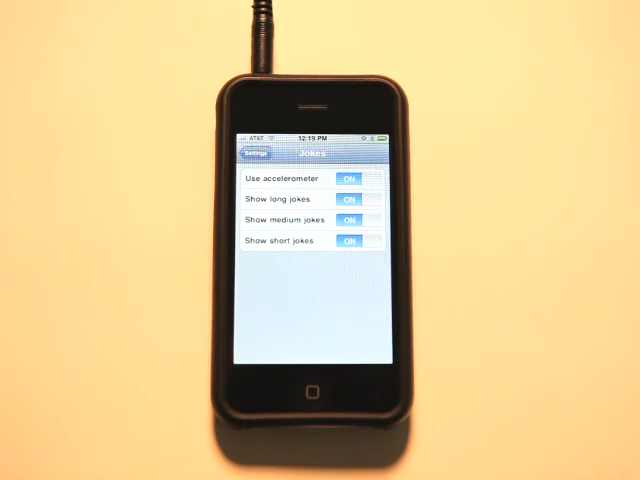 AT&T 12:19 PM
Settings Jokes
Use accelerometer ON
Show long jokes ON
Show medium jokes ON
Show short jokes ON